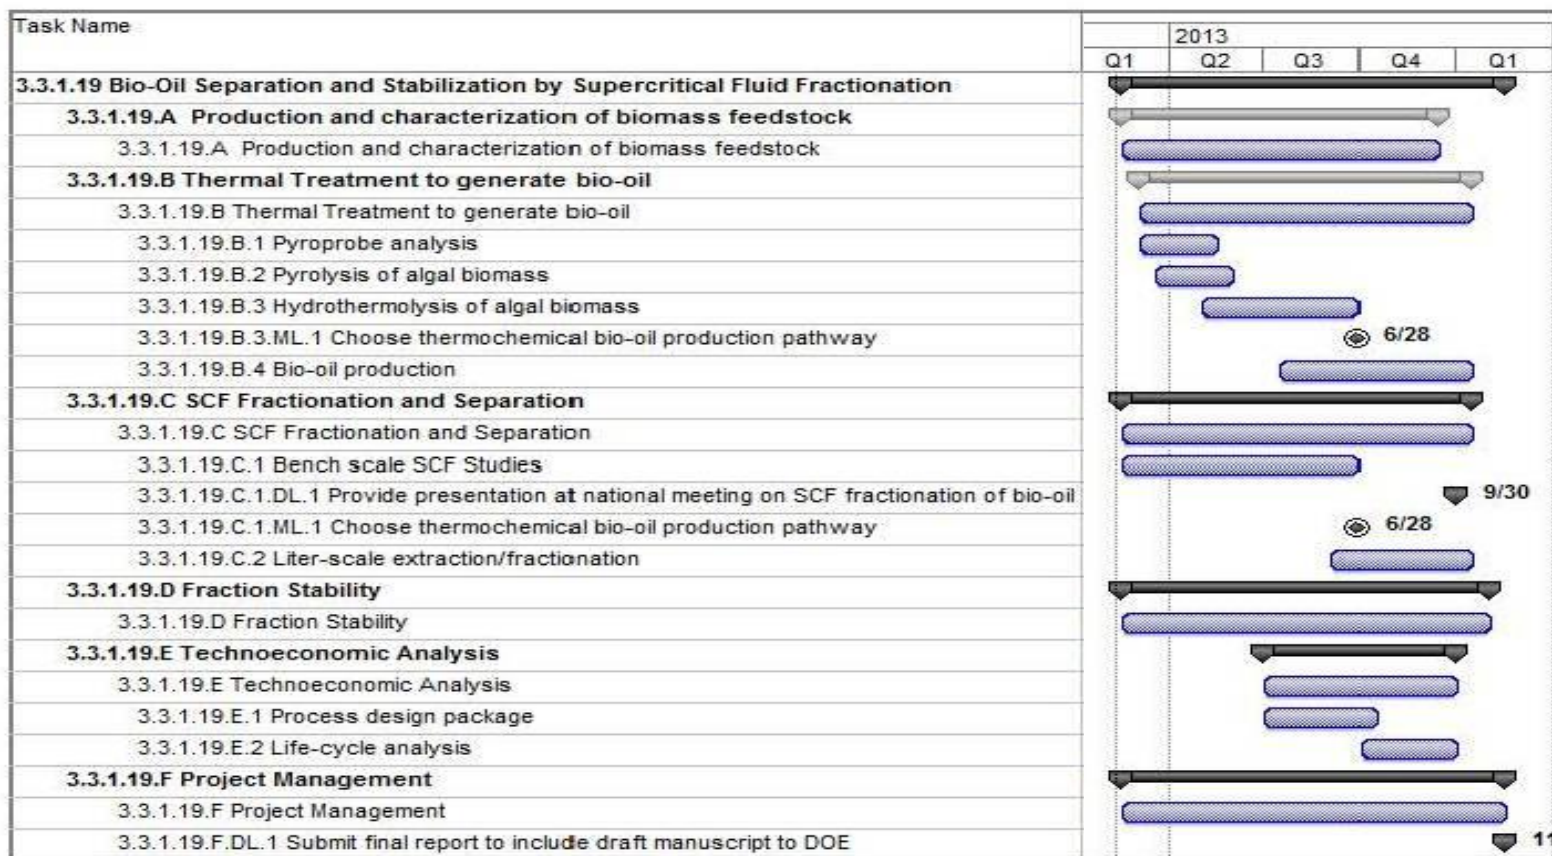 Task Name
2013
Q1 Q2 Q3 Q4 Q1
3.3.1.19 Bio-Oil Separation and Stabilization by Supercritical Fluid Fractionation
3.3.1.19.A Production and characterization of biomass feedstock
3.3.1.19.A Production and characterization of biomass feedstock
3.3.1.19.B Thermal Treatment to generate bio-oil
3.3.1.19.B Thermal Treatment to generate bio-oil
3.3.1.19.B.1 Pyroprobe analysis
3.3.1.19.B.2 Pyrolysis of algal biomass
3.3.1.19.B.3 Hydrothermolysis of algal biomass
3.3.1.19.B.3.ML.1 Choose thermochemical bio-oil production pathway 6/28
3.3.1.19.B.4 Bio-oil production
3.3.1.19.C SCF Fractionation and Separation
3.3.1.19.C SCF Fractionation and Separation
3.3.1.19.C.1 Bench scale SCF Studies
3.3.1.19.C.1.DL.1 Provide presentation at national meeting on SCF fractionation of bio-oil 9/30
3.3.1.19.C.1.ML.1 Choose thermochemical bio-oil production pathway 6/28
3.3.1.19.C.2 Liter-scale extraction/fractionation
3.3.1.19.D Fraction Stability
3.3.1.19.D Fraction Stability
3.3.1.19.E Technoeconomic Analysis
3.3.1.19.E Technoeconomic Analysis
3.3.1.19.E.1 Process design package
3.3.1.19.E.2 Life-cycle analysis
3.3.1.19.F Project Management
3.3.1.19.F Project Management
3.3.1.19.F.DL.1 Submit final report to include draft manuscript to DOE 11